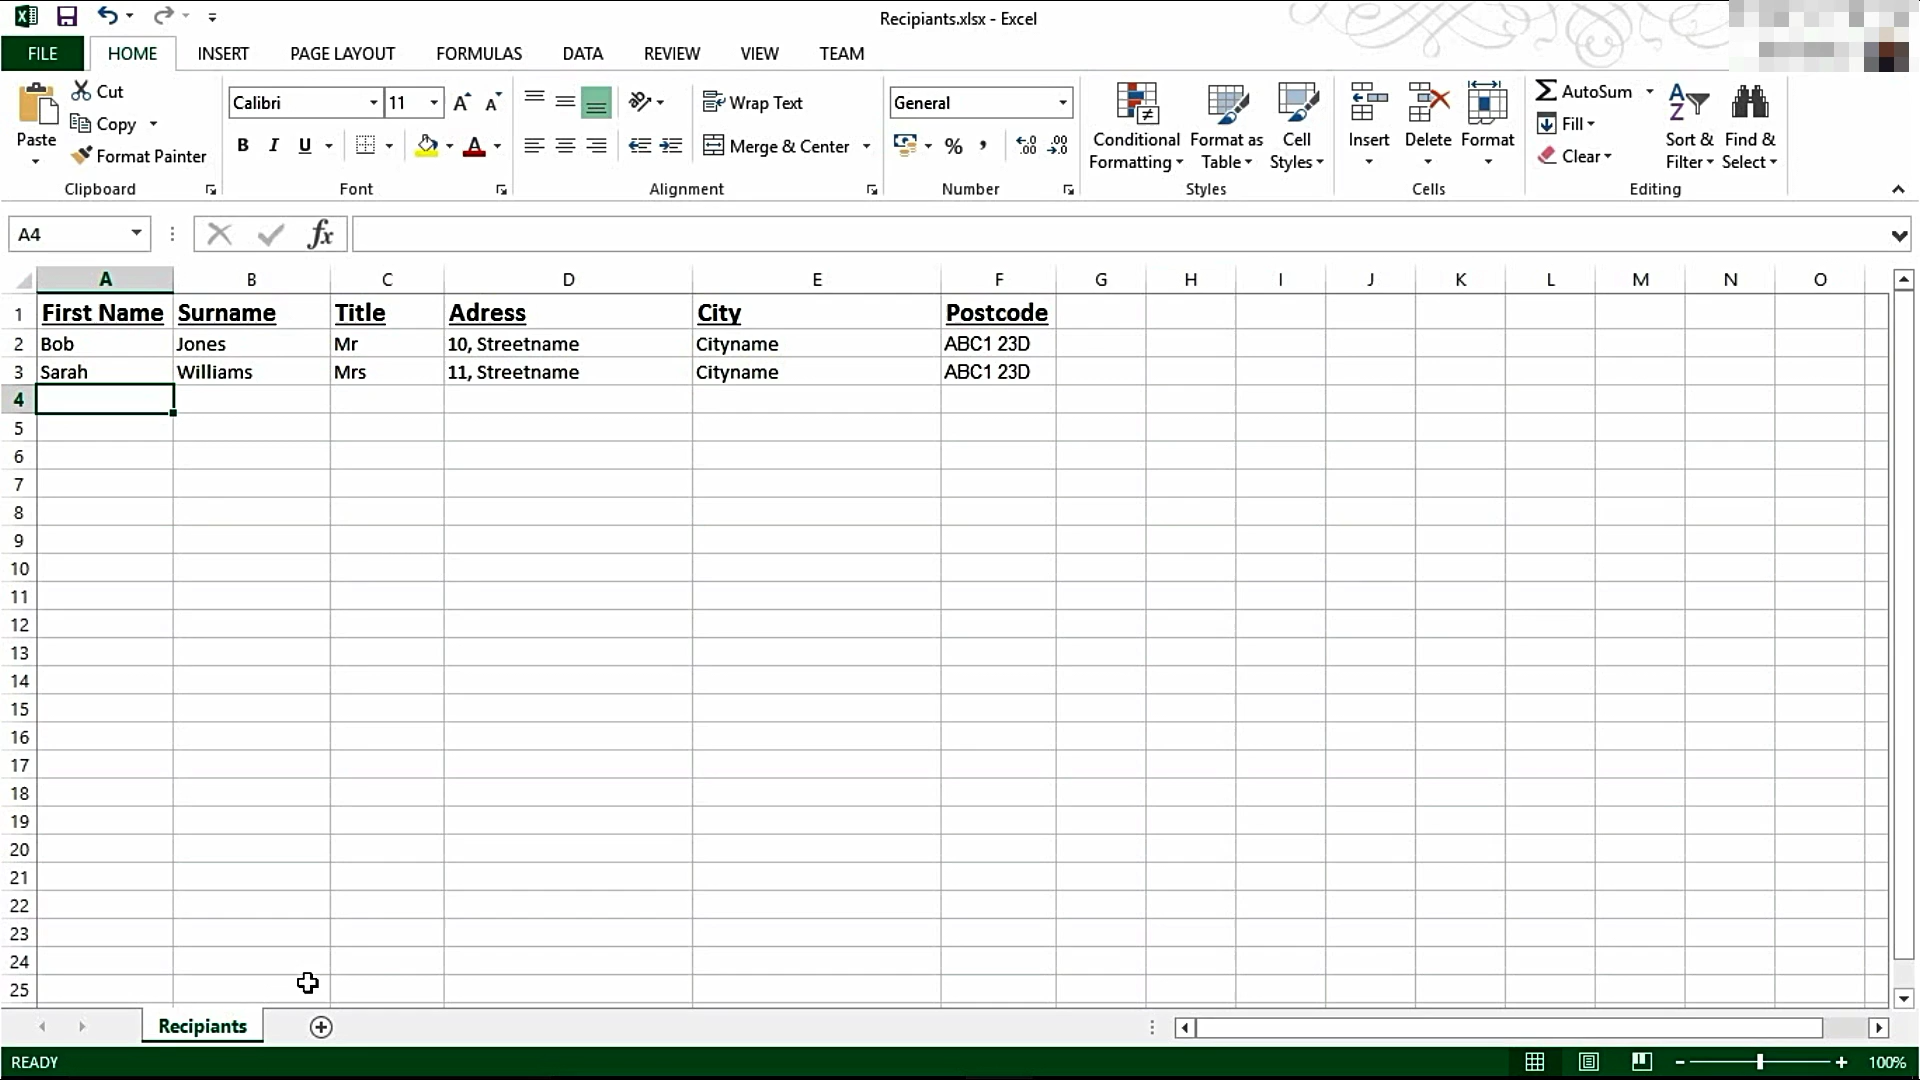 Recipiants.xlsx - Excel
FILE HOME INSERT PAGE LAYOUT FORMULAS DATA REVIEW VIEW TEAM
Paste
Cut
Copy
Format Painter
Clipboard
Calibri 11
B I U
Font
Wrap Text
Merge & Center
Alignment
General
%
Number
Conditional Formatting
Format as Table
Cell Styles
Styles
Insert
Delete
Format
Cells
AutoSum
Fill
Clear
Sort & Filter
Find & Select
Editing
A4 fx
A B C D E F G H I J K L M N O
1 First Name Surname Title Adress City Postcode
2 Bob Jones Mr 10, Streetname Cityname ABC1 23D
3 Sarah Williams Mrs 11, Streetname Cityname ABC1 23D
4
5
6
7
8
9
10
11
12
13
14
15
16
17
18
19
20
21
22
23
24
25
Recipiants
READY 100%